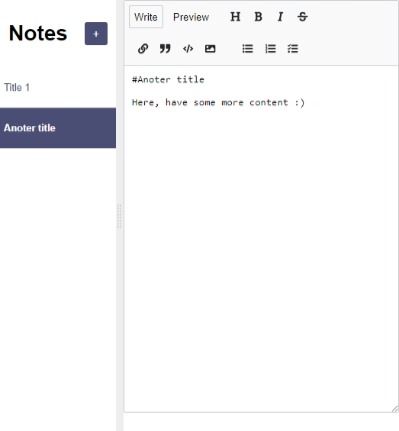 Notes +
Write Preview H B I S
Title 1
Anoter title
#Anoter title
Here, have some more content :)